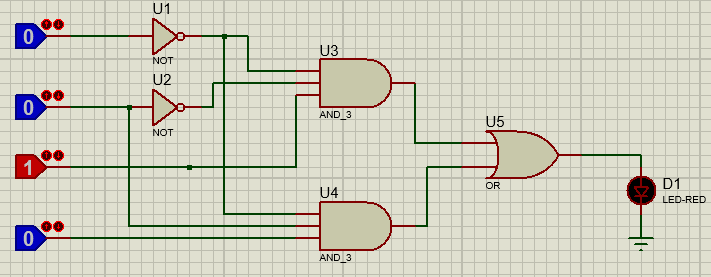 U1
0
NOT
U2
0
NOT
U3
AND_3
1
U4
0
AND_3
U5
OR
D1
LED-RED